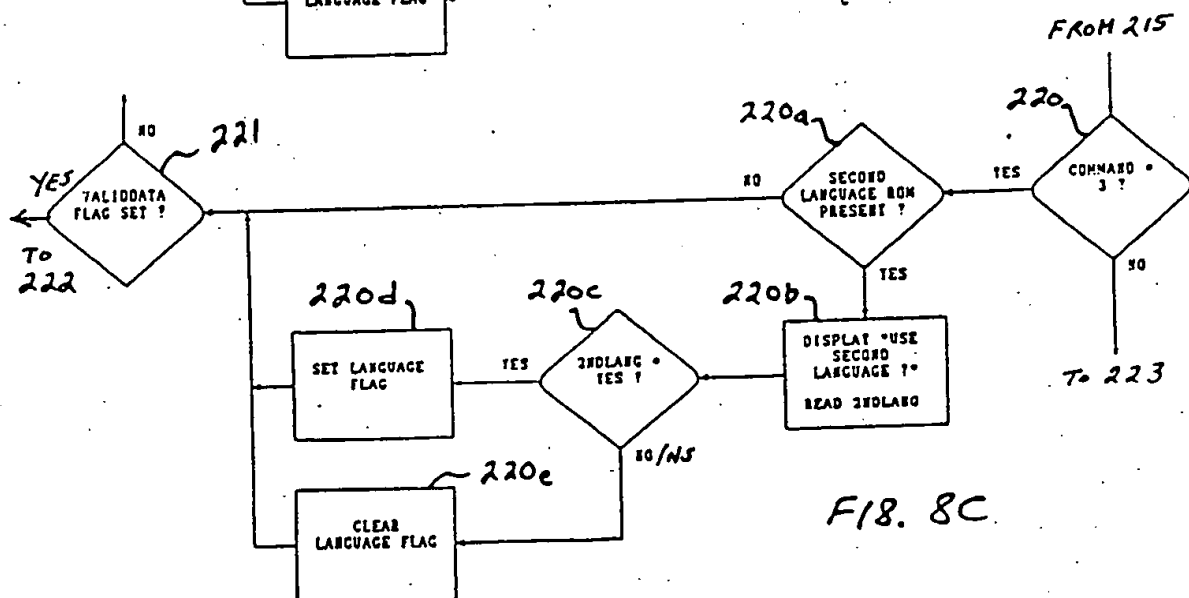 LANGUAGE FLAG
FROM 215
220
COMMAND =
3 ?
YES
NO
TO 223
220a
SECOND
LANGUAGE ROM
PRESENT ?
NO
YES
220b
DISPLAY "USE
SECOND
LANGUAGE ?"
READ 2NDLANG
220c
2NDLANG =
YES ?
YES
NO/NS
220d
SET LANGUAGE
FLAG
220e
CLEAR
LANGUAGE FLAG
221
VALIDDATA
FLAG SET ?
NO
YES
TO
222
FIG. 8C